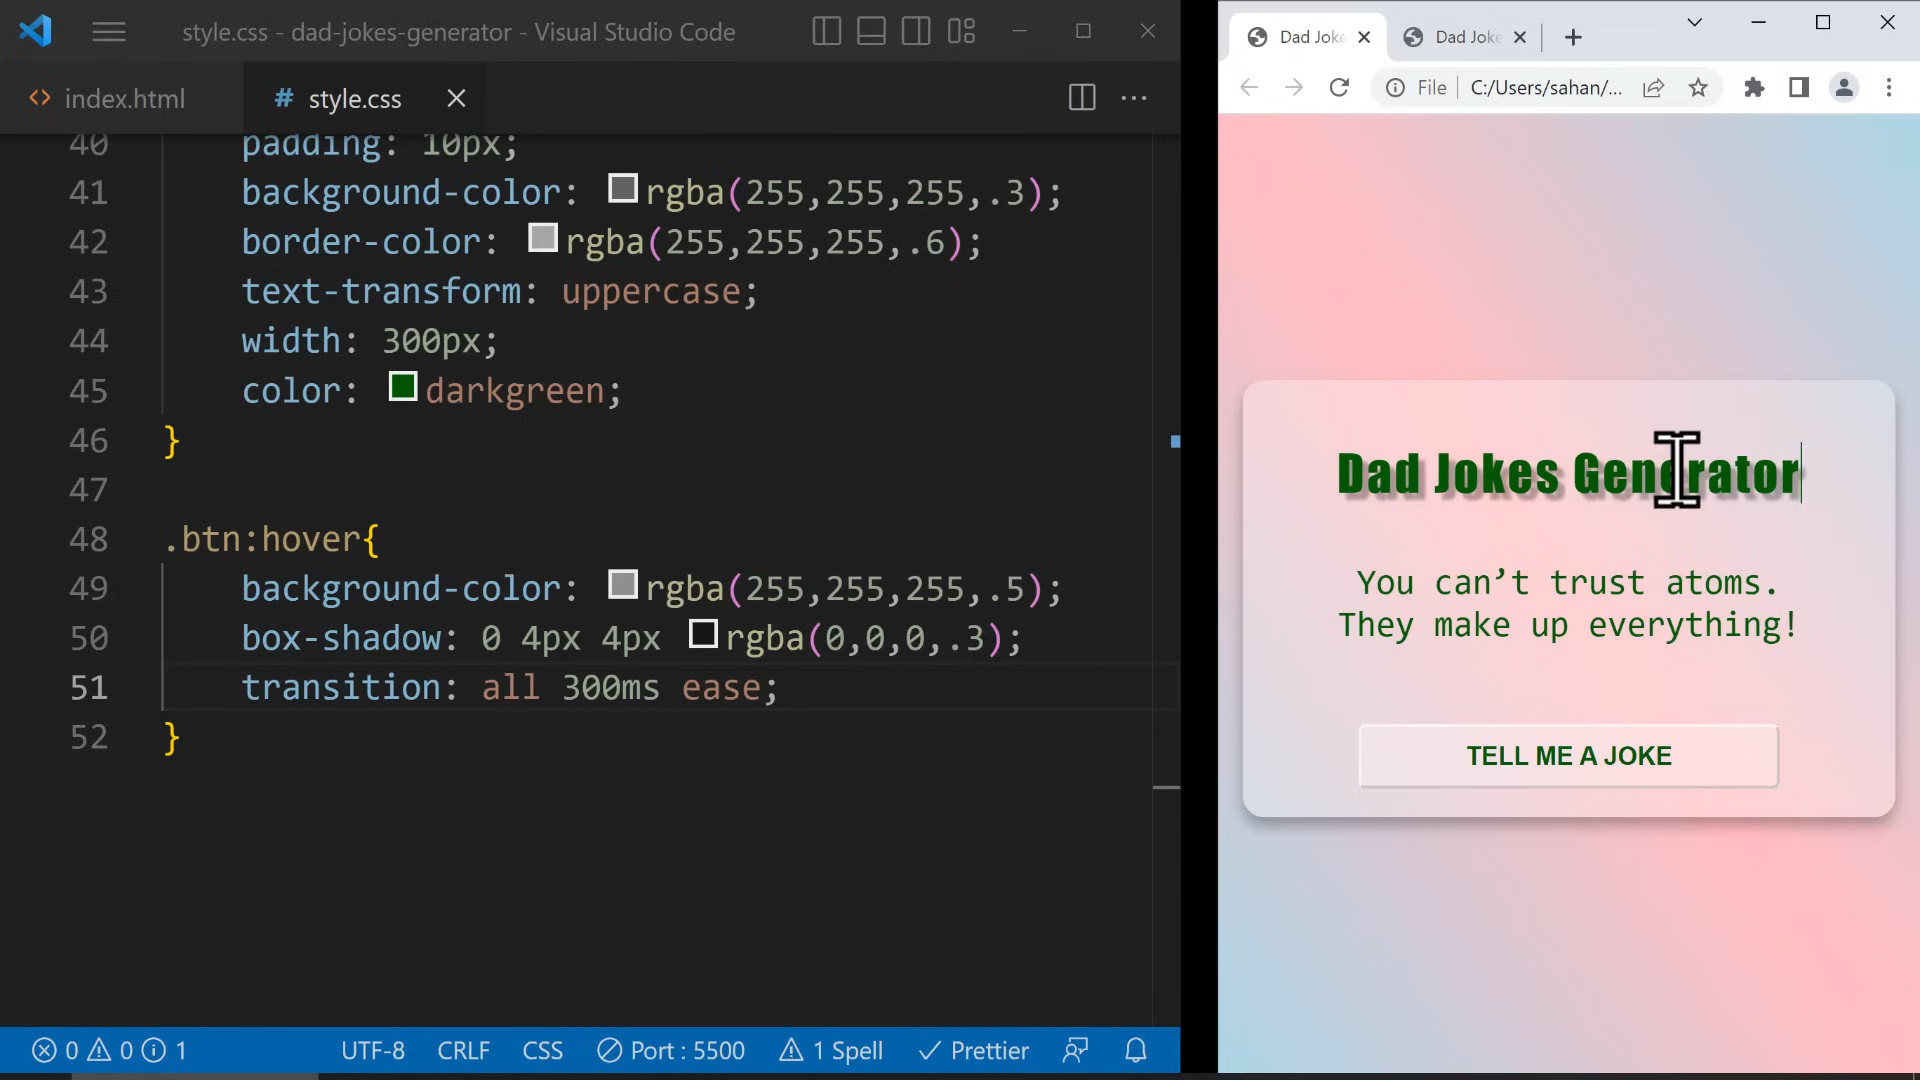 style.css - dad-jokes-generator - Visual Studio Code
index.html
# style.css
40 padding: 10px;
41 background-color: rgba(255,255,255,.3);
42 border-color: rgba(255,255,255,.6);
43 text-transform: uppercase;
44 width: 300px;
45 color: darkgreen;
46 }
47
48 .btn:hover{
49 background-color: rgba(255,255,255,.5);
50 box-shadow: 0 4px 4px rgba(0,0,0,.3);
51 transition: all 300ms ease;
52 }
0 0 1 UTF-8 CRLF CSS Port : 5500 1 Spell Prettier
Dad Joke Dad Joke
File C:/Users/sahan/...
Dad Jokes Generator
You can’t trust atoms.
They make up everything!
TELL ME A JOKE